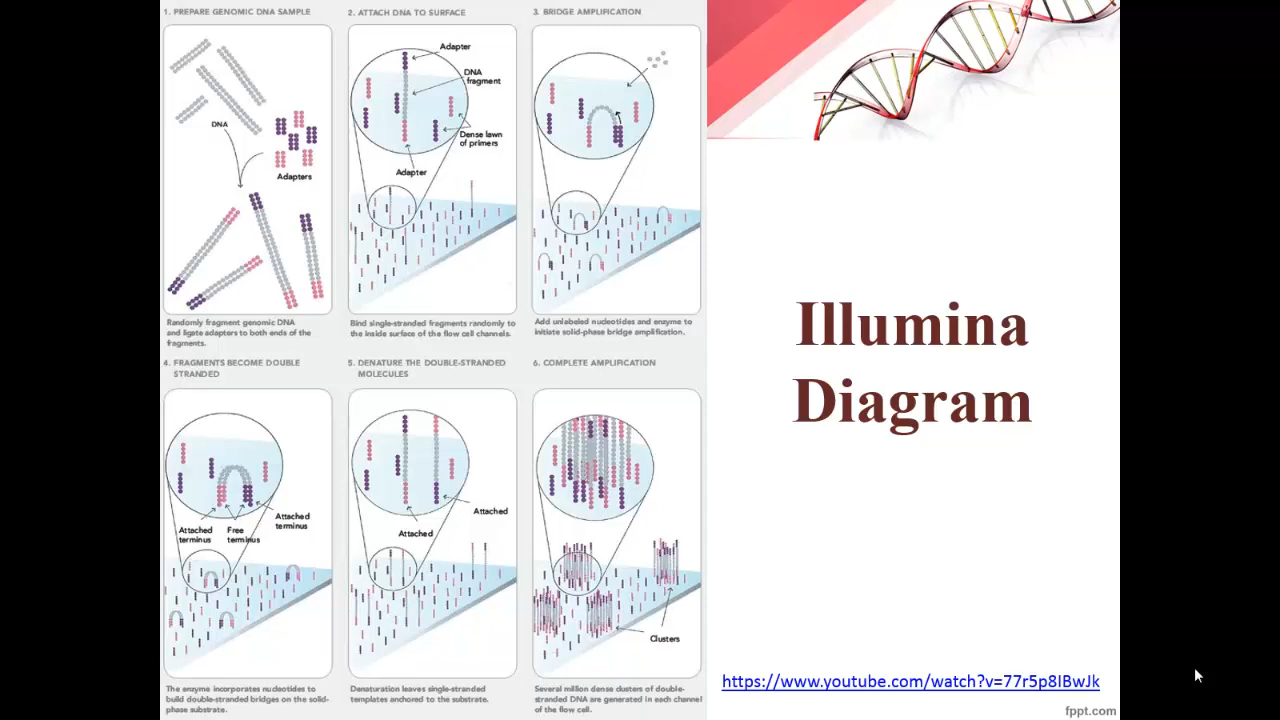 1. PREPARE GENOMIC DNA SAMPLE
DNA
Adapters
Randomly fragment genomic DNA
and ligate adapters to both ends of the
fragments.
2. ATTACH DNA TO SURFACE
Adapter
DNA
fragment
Dense lawn
of primers
Adapter
Bind single-stranded fragments randomly to
the inside surface of the flow cell channels.
3. BRIDGE AMPLIFICATION
Add unlabeled nucleotides and enzyme to
initiate solid-phase bridge amplification.
4. FRAGMENTS BECOME DOUBLE
STRANDED
Attached
terminus
Free
terminus
Attached
terminus
The enzyme incorporates nucleotides to
build double-stranded bridges on the solid-
phase substrate.
5. DENATURE THE DOUBLE-STRANDED
MOLECULES
Attached
Attached
Denaturation leaves single-stranded
templates anchored to the substrate.
6. COMPLETE AMPLIFICATION
Clusters
Several million dense clusters of double-
stranded DNA are generated in each channel
of the flow cell.
Illumina
Diagram
https://www.youtube.com/watch?v=77r5p8IBwJk
fppt.com